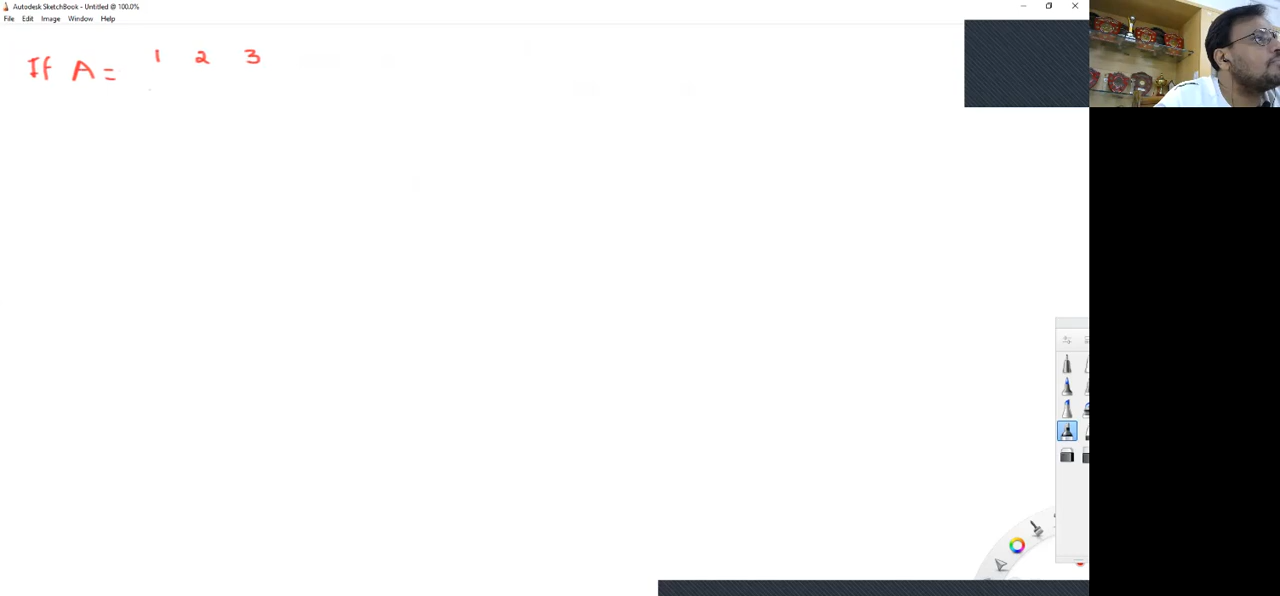 Autodesk SketchBook - Untitled @ 100.0%
File Edit Image Window Help
If A = 1 2 3